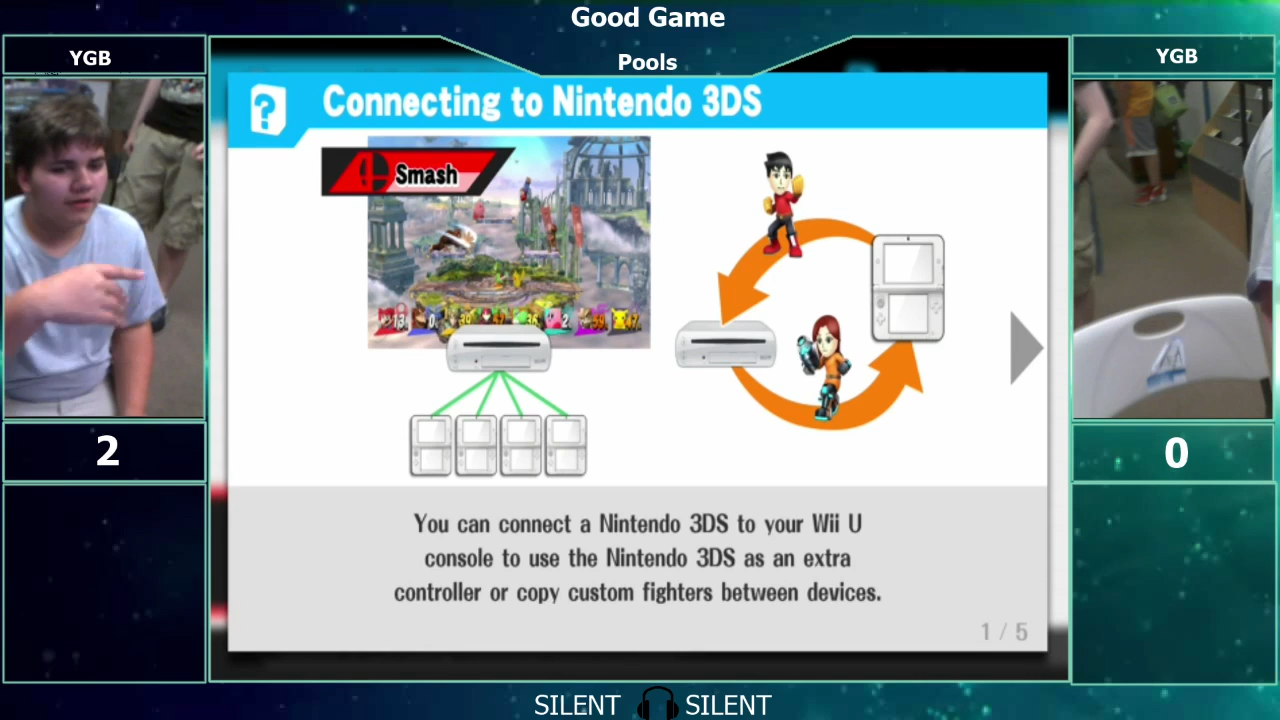 Good Game
YGB
Pools
YGB
Connecting to Nintendo 3DS
Smash
2
0
You can connect a Nintendo 3DS to your Wii U
console to use the Nintendo 3DS as an extra
controller or copy custom fighters between devices.
1 / 5
SILENT SILENT